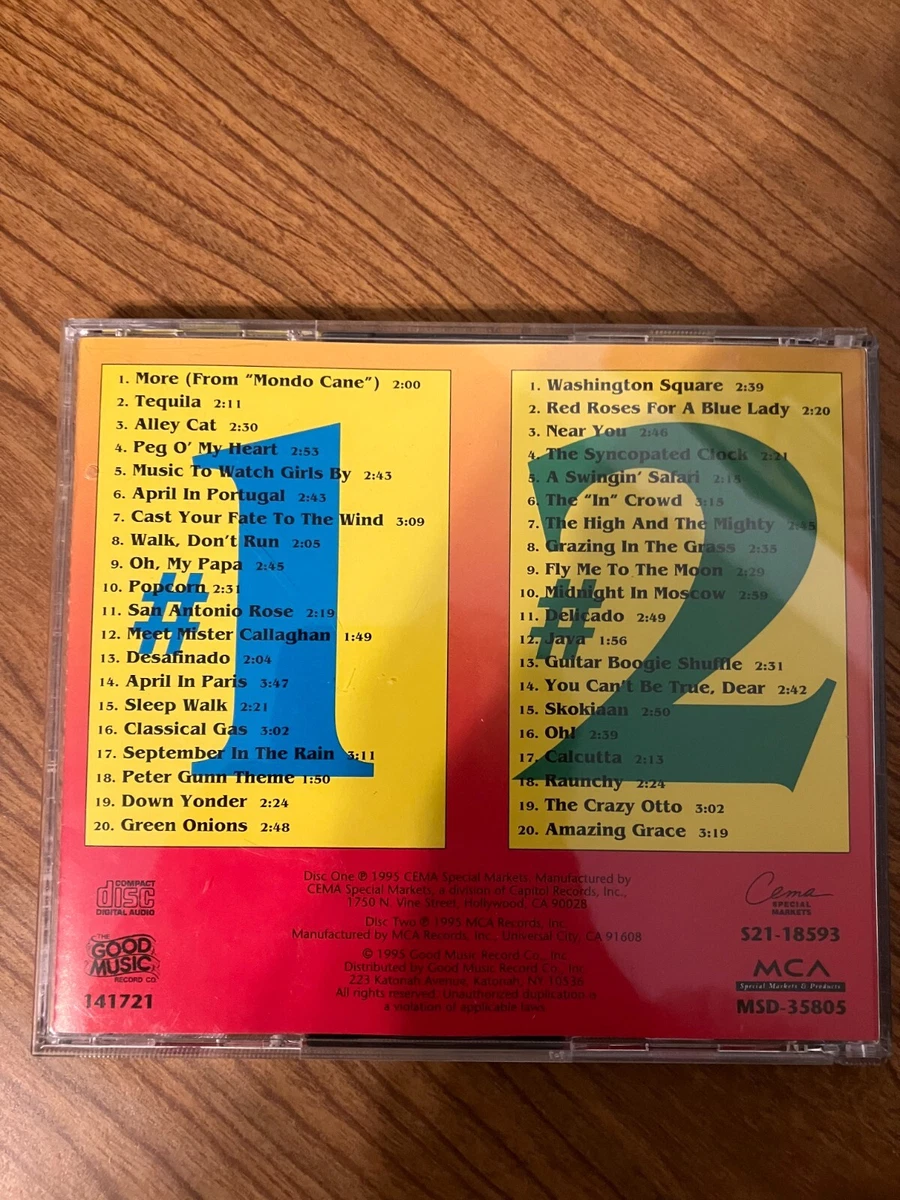 1. More (From "Mondo Cane") 2:00
2. Tequila 2:11
3. Alley Cat 2:30
4. Peg O' My Heart 2:53
5. Music To Watch Girls By 2:43
6. April In Portugal 2:43
7. Cast Your Fate To The Wind 3:09
8. Walk, Don't Run 2:05
9. Oh, My Papa 2:45
10. Popcorn 2:31
11. San Antonio Rose 2:19
12. Meet Mister Callaghan 1:49
13. Desafinado 2:04
14. April In Paris 3:47
15. Sleep Walk 2:21
16. Classical Gas 3:02
17. September In The Rain 3:11
18. Peter Gunn Theme 1:50
19. Down Yonder 2:24
20. Green Onions 2:48
#1
1. Washington Square 2:39
2. Red Roses For A Blue Lady 2:20
3. Near You 2:46
4. The Syncopated Clock 2:21
5. A Swingin' Safari 2:15
6. The "In" Crowd 3:15
7. The High And The Mighty 2:45
8. Grazing In The Grass 2:35
9. Fly Me To The Moon 2:29
10. Midnight In Moscow 2:59
11. Delicado 2:49
12. Java 1:56
13. Guitar Boogie Shuffle 2:31
14. You Can't Be True, Dear 2:42
15. Skokiaan 2:50
16. Oh! 2:39
17. Calcutta 2:13
18. Raunchy 2:24
19. The Crazy Otto 3:02
20. Amazing Grace 3:19
#2
COMPACT
disc
DIGITAL AUDIO
THE
GOOD
MUSIC
RECORD CO.
141721
Disc One ℗ 1995 CEMA Special Markets. Manufactured by
CEMA Special Markets, a division of Capitol Records, Inc.,
1750 N. Vine Street, Hollywood, CA 90028
Disc Two ℗ 1995 MCA Records, Inc.
Manufactured by MCA Records, Inc., Universal City, CA 91608
© 1995 Good Music Record Co., Inc.
Distributed by Good Music Record Co., Inc.
223 Katonah Avenue, Katonah, NY 10536
All rights reserved. Unauthorized duplication is
a violation of applicable laws.
Cema
SPECIAL
MARKETS
S21-18593
MCA
Special Markets & Products
MSD-35805